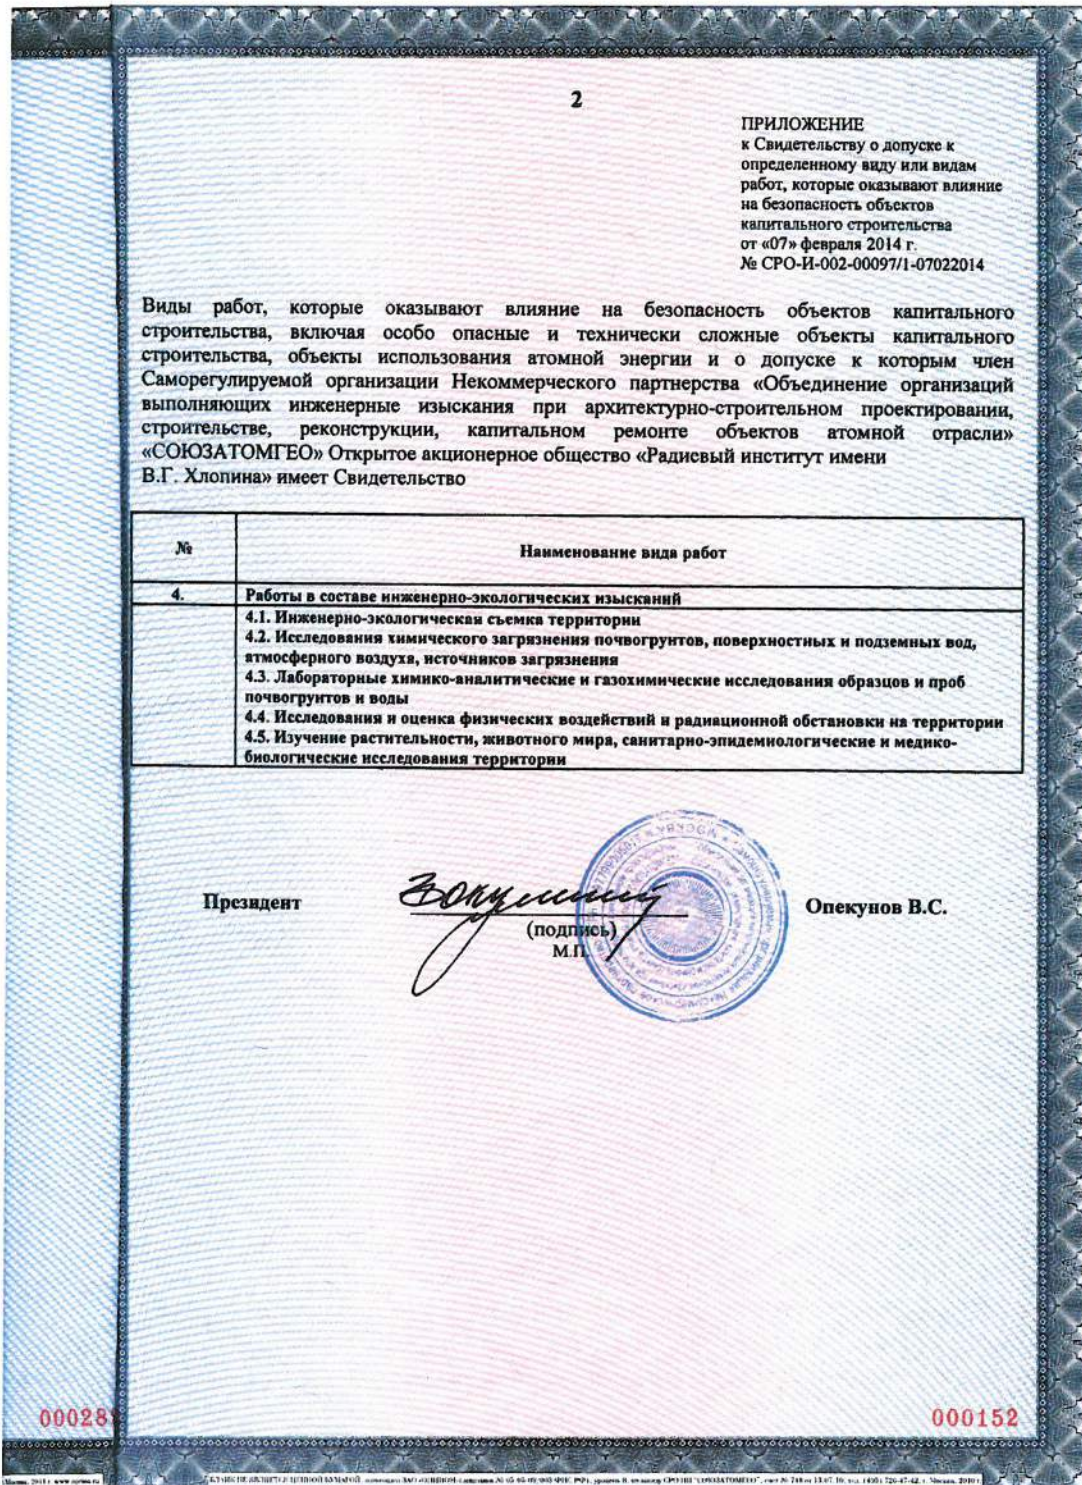 2
ПРИЛОЖЕНИЕ
к Свидетельству о допуске к
определенному виду или видам
работ, которые оказывают влияние
на безопасность объектов
капитального строительства
от «07» февраля 2014 г.
№ СРО-И-002-00097/1-07022014
Виды работ, которые оказывают влияние на безопасность объектов капитального
строительства, включая особо опасные и технически сложные объекты капитального
строительства, объекты использования атомной энергии и о допуске к которым член
Саморегулируемой организации Некоммерческого партнерства «Объединение организаций
выполняющих инженерные изыскания при архитектурно-строительном проектировании,
строительстве, реконструкции, капитальном ремонте объектов атомной отрасли»
«СОЮЗАТОМГЕО» Открытое акционерное общество «Радиевый институт имени
В.Г. Хлопина» имеет Свидетельство
№ Наименование вида работ
4. Работы в составе инженерно-экологических изысканий
4.1. Инженерно-экологическая съемка территории
4.2. Исследования химического загрязнения почвогрунтов, поверхностных и подземных вод,
атмосферного воздуха, источников загрязнения
4.3. Лабораторные химико-аналитические и газохимические исследования образцов и проб
почвогрунтов и воды
4.4. Исследования и оценка физических воздействий и радиационной обстановки на территории
4.5. Изучение растительности, животного мира, санитарно-эпидемиологические и медико-
биологические исследования территории
Президент
(подпись)
М.П.
Опекунов В.С.
МОСКВА
00028
000152